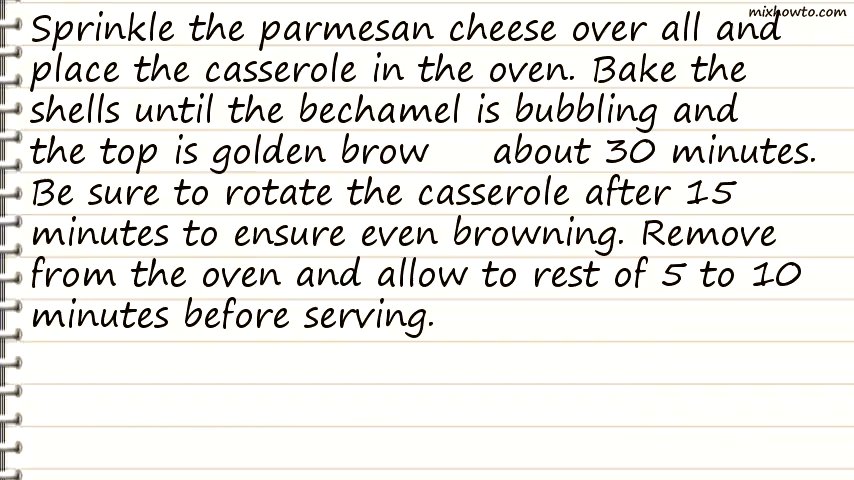 mixhowto.com
Sprinkle the parmesan cheese over all and
place the casserole in the oven. Bake the
shells until the bechamel is bubbling and
the top is golden brow about 30 minutes.
Be sure to rotate the casserole after 15
minutes to ensure even browning. Remove
from the oven and allow to rest of 5 to 10
minutes before serving.